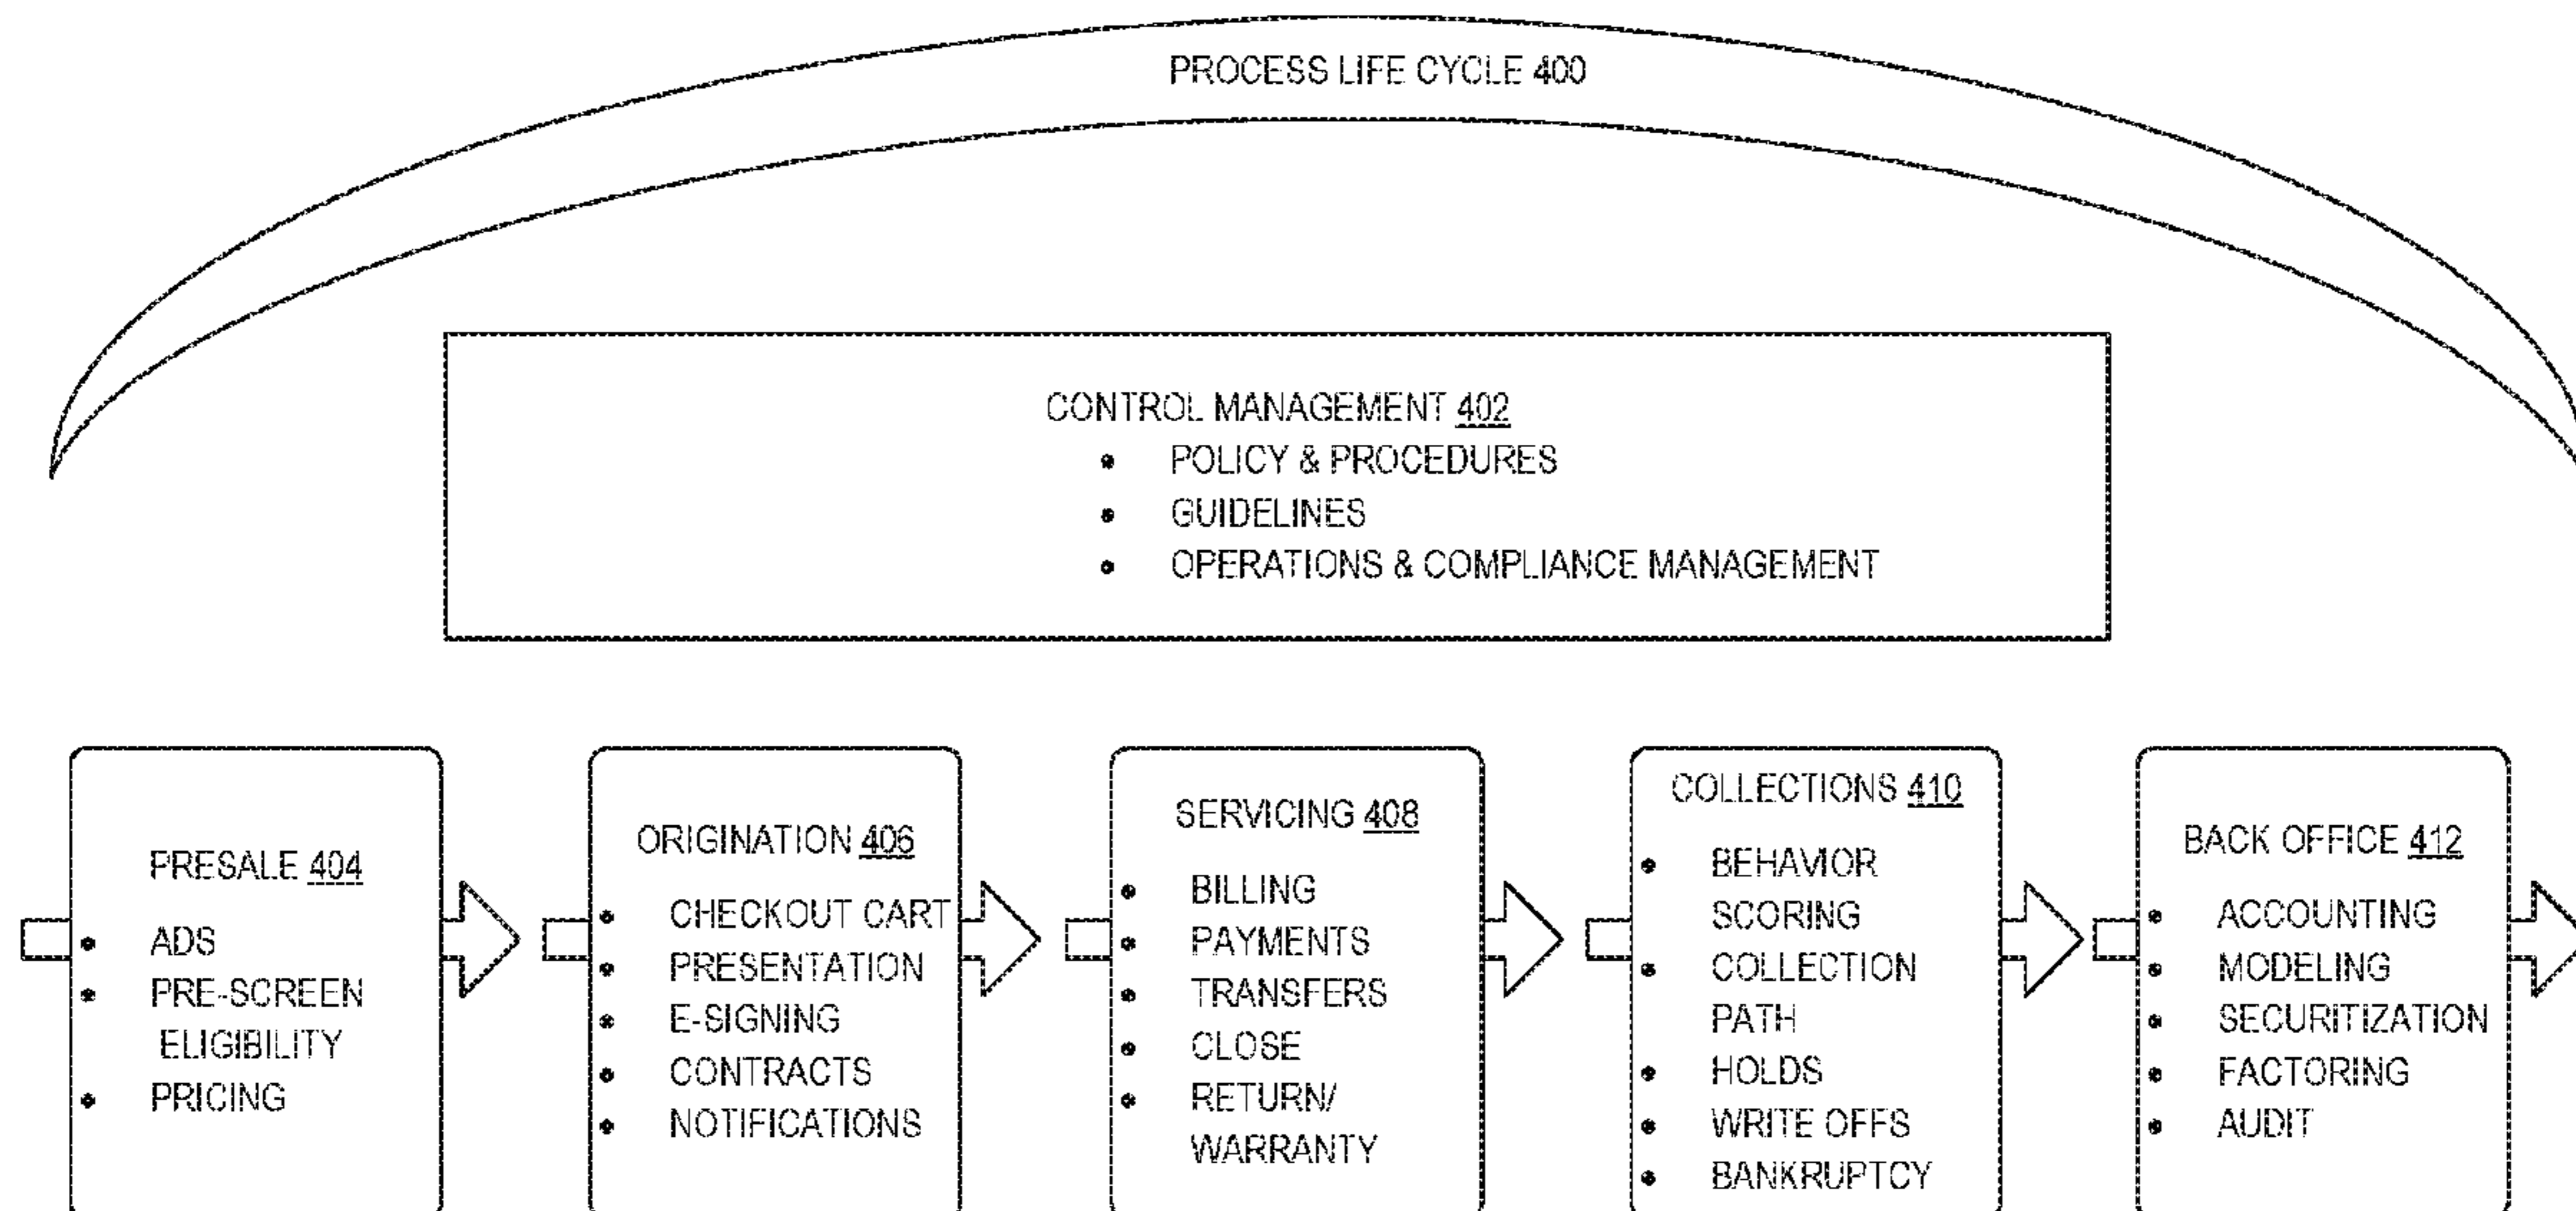 PROCESS LIFE CYCLE 400
CONTROL MANAGEMENT 402
• POLICY & PROCEDURES
• GUIDELINES
• OPERATIONS & COMPLIANCE MANAGEMENT
PRESALE 404
• ADS
• PRE-SCREEN
ELIGIBILITY
• PRICING
ORIGINATION 406
• CHECKOUT CART
• PRESENTATION
• E-SIGNING
• CONTRACTS
• NOTIFICATIONS
SERVICING 408
• BILLING
• PAYMENTS
• TRANSFERS
• CLOSE
• RETURN/
WARRANTY
COLLECTIONS 410
• BEHAVIOR
SCORING
• COLLECTION
PATH
• HOLDS
• WRITE OFFS
• BANKRUPTCY
BACK OFFICE 412
• ACCOUNTING
• MODELING
• SECURITIZATION
• FACTORING
• AUDIT